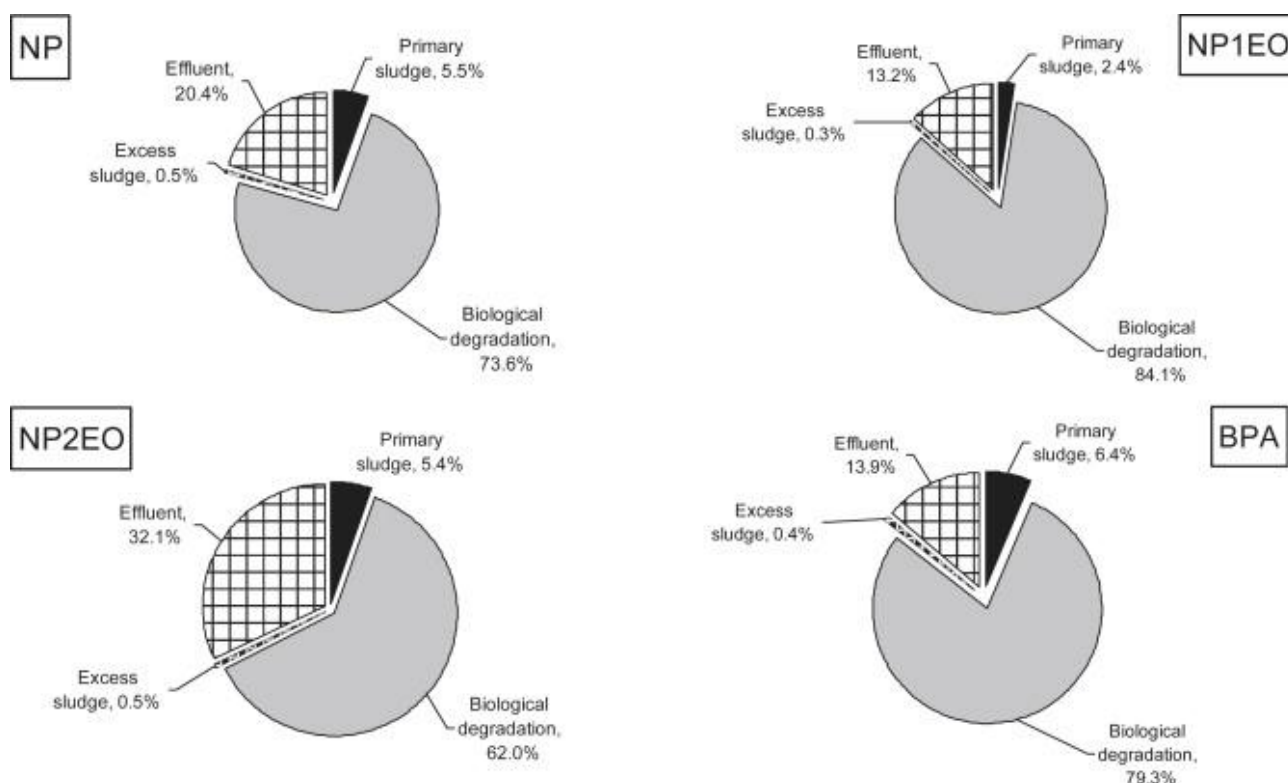 NP
Primary
sludge, 5.5%
Effluent,
20.4%
Excess
sludge, 0.5%
Biological
degradation,
73.6%
NP1EO
Primary
sludge, 2.4%
Effluent,
13.2%
Excess
sludge, 0.3%
Biological
degradation,
84.1%
NP2EO
Primary
sludge, 5.4%
Effluent,
32.1%
Excess
sludge, 0.5%
Biological
degradation,
62.0%
BPA
Primary
sludge, 6.4%
Effluent,
13.9%
Excess
sludge, 0.4%
Biological
degradation,
79.3%